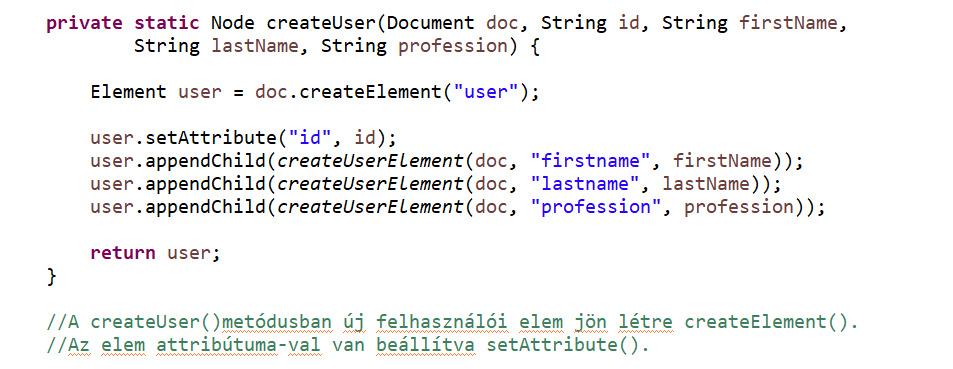 private static Node createUser(Document doc, String id, String firstName,
String lastName, String profession) {
Element user = doc.createElement("user");
user.setAttribute("id", id);
user.appendChild(createUserElement(doc, "firstname", firstName));
user.appendChild(createUserElement(doc, "lastname", lastName));
user.appendChild(createUserElement(doc, "profession", profession));
return user;
}
//A createUser()metódusban új felhasználói elem jön létre createElement().
//Az elem attribútuma-val van beállítva setAttribute().